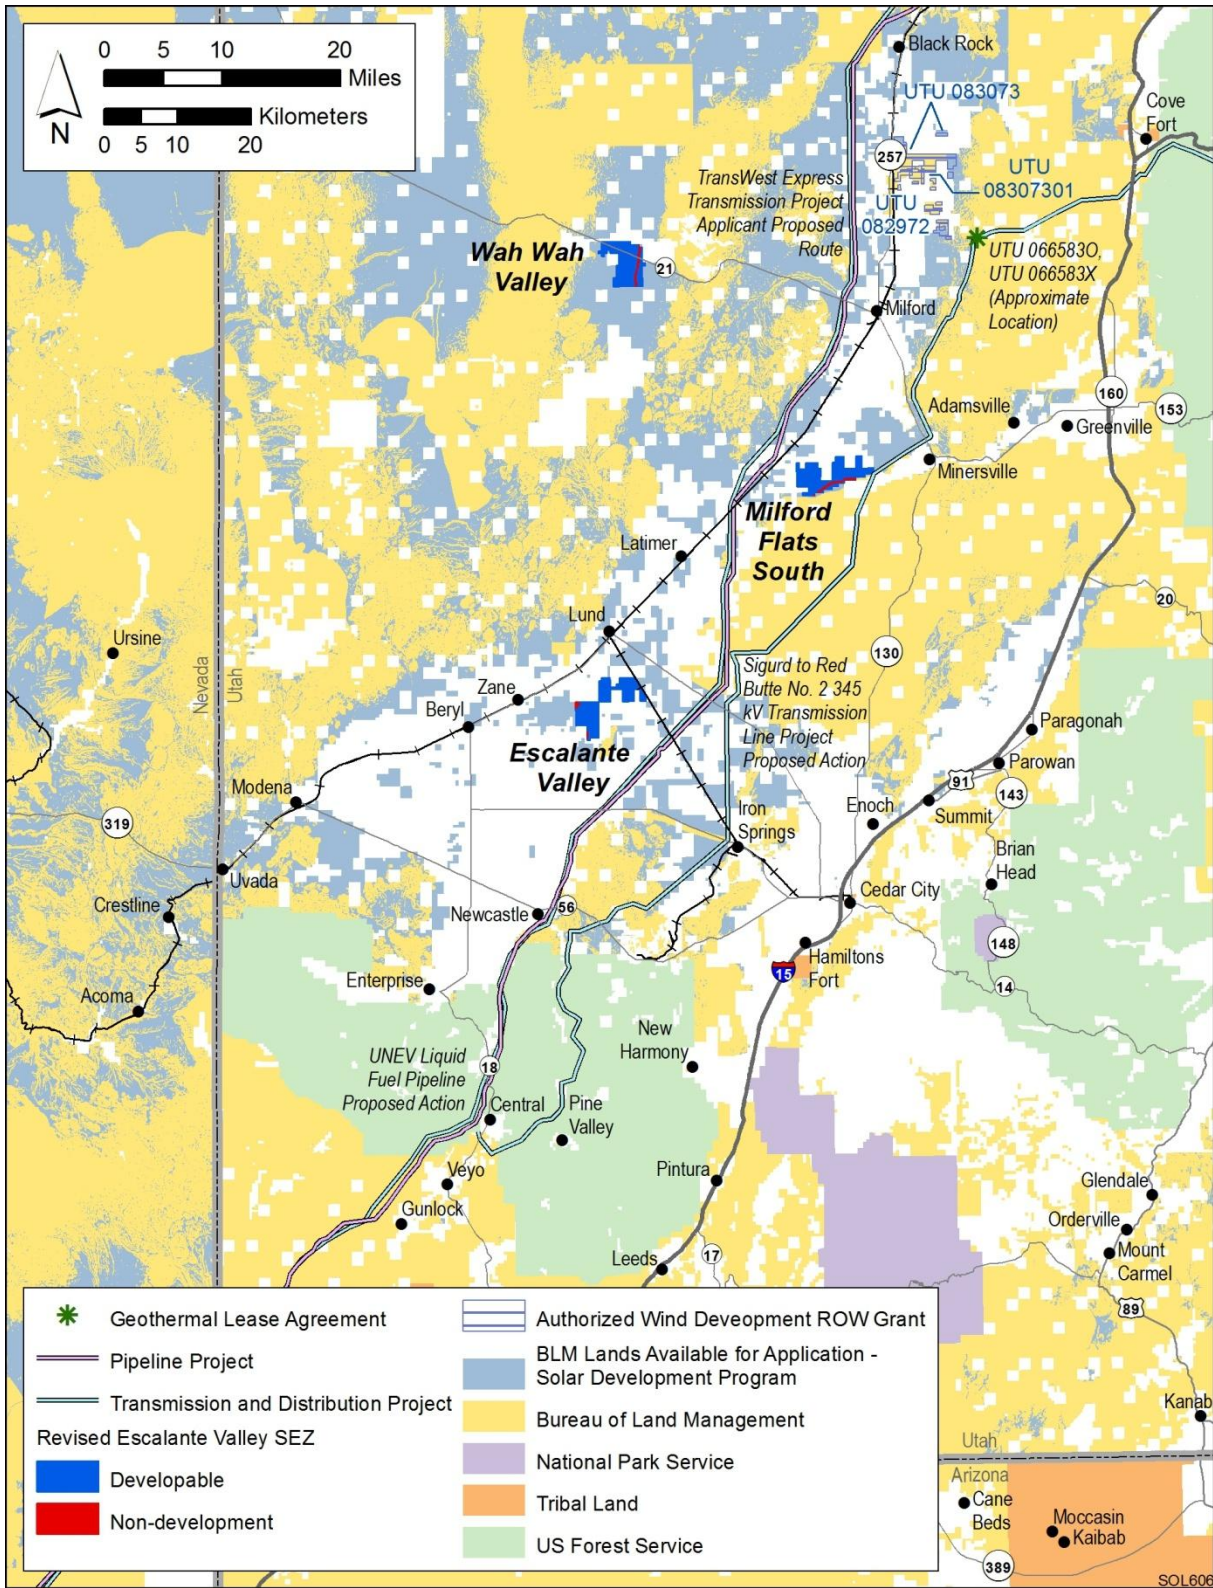 0 5 10 20
Miles
Kilometers
0 5 10 20
N
Black Rock
UTU 083073
Cove
Fort
257
TransWest Express
Transmission Project
Applicant Proposed
Route
UTU
08307301
UTU
082972
Wah Wah
Valley
21
UTU 066583O,
UTU 066583X
(Approximate
Location)
Milford
160
153
Adamsville
Greenville
Minersville
Milford
Flats
South
Latimer
Lund
20
Ursine
Nevada
Utah
130
Sigurd to Red
Butte No. 2 345
kV Transmission
Line Project
Proposed Action
Zane
Beryl
Escalante
Valley
Paragonah
Parowan
91
143
Modena
319
Iron
Springs
Enoch
Summit
Brian
Head
Uvada
Crestline
Newcastle
56
Cedar City
148
Hamiltons
Fort
15
14
Enterprise
Acoma
New
Harmony
UNEV Liquid
Fuel Pipeline
Proposed Action
18
Central
Pine
Valley
Veyo
Pintura
Gunlock
Glendale
Orderville
Mount
Carmel
Leeds
17
89
Kanab
Utah
Arizona
Cane
Beds
Moccasin
Kaibab
389
Geothermal Lease Agreement
Pipeline Project
Transmission and Distribution Project
Revised Escalante Valley SEZ
Developable
Non-development
Authorized Wind Deveopment ROW Grant
BLM Lands Available for Application -
Solar Development Program
Bureau of Land Management
National Park Service
Tribal Land
US Forest Service
SOL606